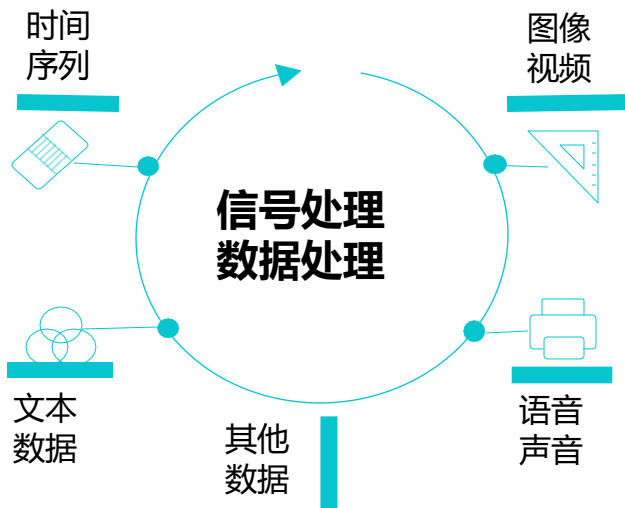 时间
序列
图像
视频
信号处理
数据处理
文本
数据
其他
数据
语音
声音